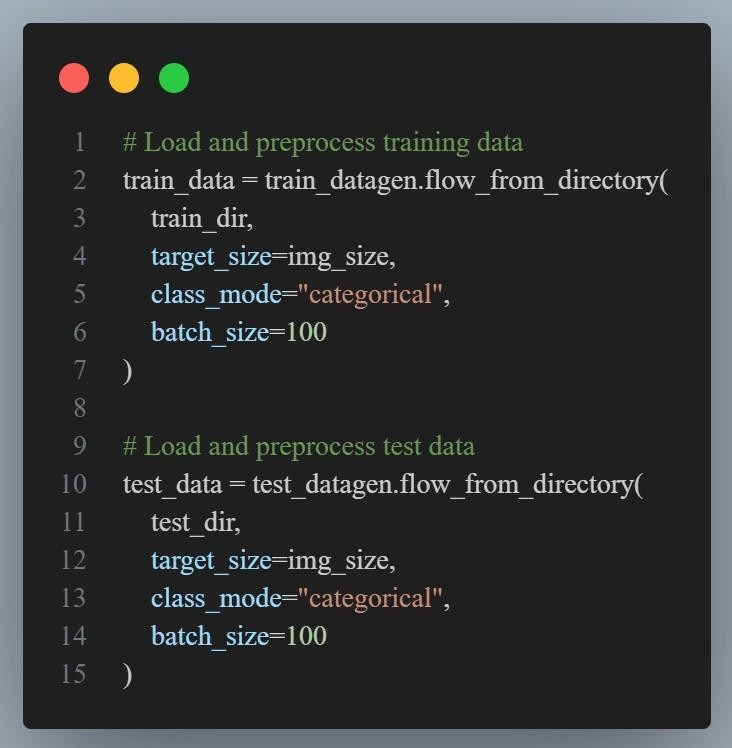 1 # Load and preprocess training data
2 train_data = train_datagen.flow_from_directory(
3     train_dir,
4     target_size=img_size,
5     class_mode="categorical",
6     batch_size=100
7 )
8
9 # Load and preprocess test data
10 test_data = test_datagen.flow_from_directory(
11     test_dir,
12     target_size=img_size,
13     class_mode="categorical",
14     batch_size=100
15 )